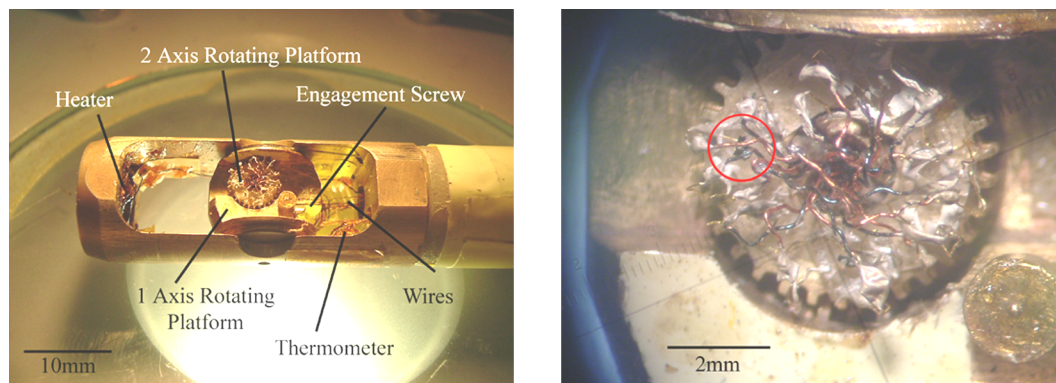 2 Axis Rotating Platform
Heater
Engagement Screw
1 Axis Rotating
Platform
Wires
Thermometer
10mm
2mm